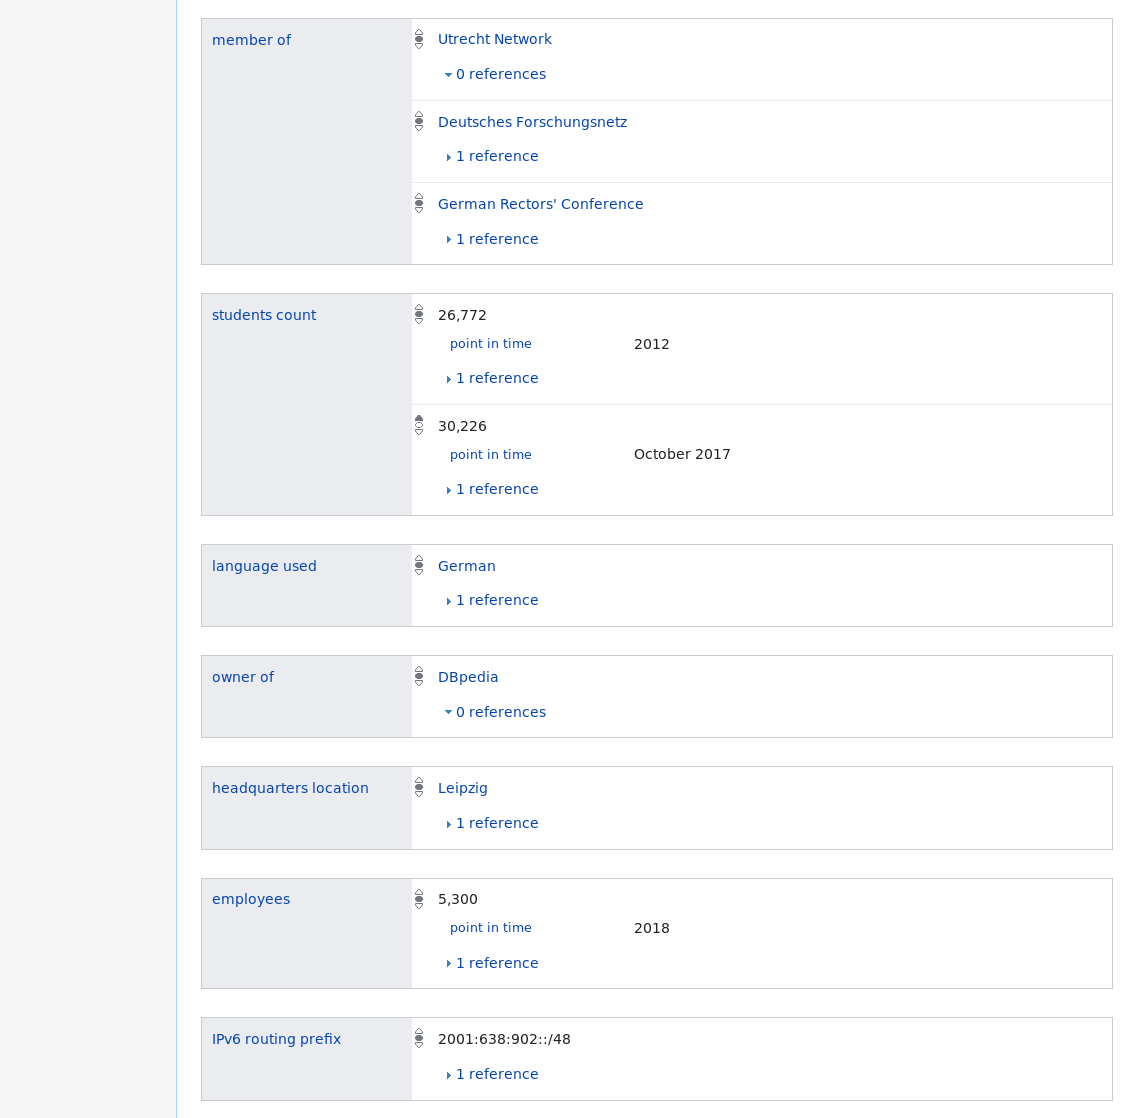 member of
Utrecht Network
0 references
Deutsches Forschungsnetz
1 reference
German Rectors' Conference
1 reference
students count
26,772
point in time 2012
1 reference
30,226
point in time October 2017
1 reference
language used
German
1 reference
owner of
DBpedia
0 references
headquarters location
Leipzig
1 reference
employees
5,300
point in time 2018
1 reference
IPv6 routing prefix
2001:638:902::/48
1 reference